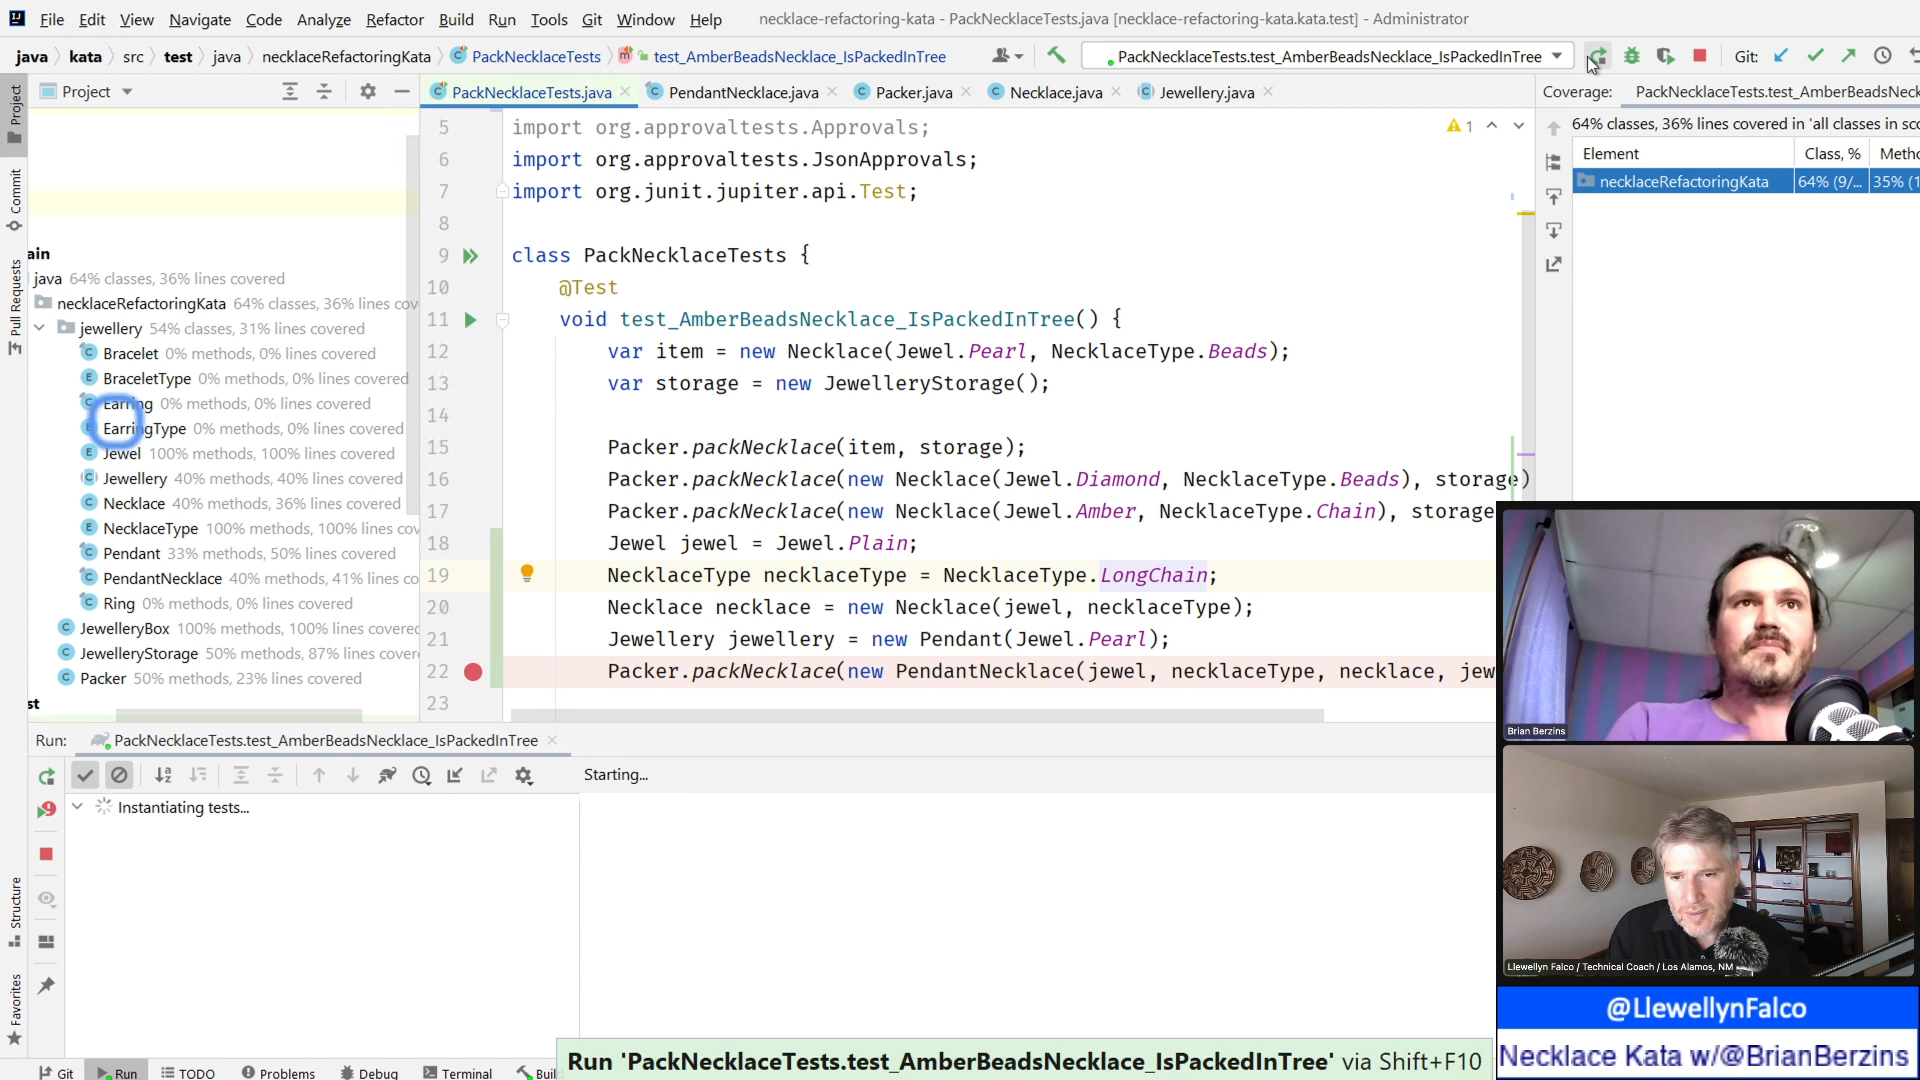 File Edit View Navigate Code Analyze Refactor Build Run Tools Git Window Help necklace-refactoring-kata - PackNecklaceTests.java [necklace-refactoring-kata.kata.test] - Administrator
java kata src test java necklaceRefactoringKata PackNecklaceTests test_AmberBeadsNecklace_IsPackedInTree PackNecklaceTests.test_AmberBeadsNecklace_IsPackedInTree Git:
Project PackNecklaceTests.java PendantNecklace.java Packer.java Necklace.java Jewellery.java Coverage: PackNecklaceTests.test_AmberBeadsNeck
64% classes, 36% lines covered in 'all classes in sco
Element Class, % Metho
necklaceRefactoringKata 64% (9/... 35% (1
Project
Commit
Pull Requests
Structure
Favorites
ain
java 64% classes, 36% lines covered
necklaceRefactoringKata 64% classes, 36% lines cov
jewellery 54% classes, 31% lines covered
Bracelet 0% methods, 0% lines covered
BraceletType 0% methods, 0% lines covered
Earring 0% methods, 0% lines covered
EarringType 0% methods, 0% lines covered
Jewel 100% methods, 100% lines covered
Jewellery 40% methods, 40% lines covered
Necklace 40% methods, 36% lines covered
NecklaceType 100% methods, 100% lines cov
Pendant 33% methods, 50% lines covered
PendantNecklace 40% methods, 41% lines co
Ring 0% methods, 0% lines covered
JewelleryBox 100% methods, 100% lines covered
JewelleryStorage 50% methods, 87% lines cover
Packer 50% methods, 23% lines covered
st
5 import org.approvaltests.Approvals; 1
6 import org.approvaltests.JsonApprovals;
7 import org.junit.jupiter.api.Test;
8
9 class PackNecklaceTests {
10 @Test
11 void test_AmberBeadsNecklace_IsPackedInTree() {
12 var item = new Necklace(Jewel.Pearl, NecklaceType.Beads);
13 var storage = new JewelleryStorage();
14
15 Packer.packNecklace(item, storage);
16 Packer.packNecklace(new Necklace(Jewel.Diamond, NecklaceType.Beads), storage)
17 Packer.packNecklace(new Necklace(Jewel.Amber, NecklaceType.Chain), storage
18 Jewel jewel = Jewel.Plain;
19 NecklaceType necklaceType = NecklaceType.LongChain;
20 Necklace necklace = new Necklace(jewel, necklaceType);
21 Jewellery jewellery = new Pendant(Jewel.Pearl);
22 Packer.packNecklace(new PendantNecklace(jewel, necklaceType, necklace, jew
23
Run: PackNecklaceTests.test_AmberBeadsNecklace_IsPackedInTree
Starting...
Instantiating tests...
Git Run TODO Problems Debug Terminal Buil
Run 'PackNecklaceTests.test_AmberBeadsNecklace_IsPackedInTree' via Shift+F10
Brian Berzins
Llewellyn Falco / Technical Coach / Los Alamos, NM
@LlewellynFalco
Necklace Kata w/@BrianBerzins